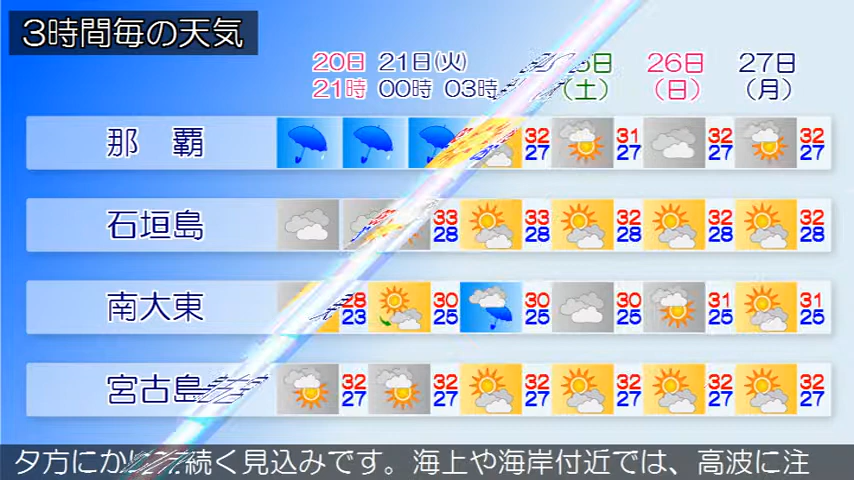 3時間毎の天気
20日 21日(火) 日 26日 27日
21時 00時 03時 (土) (日) (月)
那 覇 32 31 32 32
27 27 27 27
石垣島 33 33 32 32 32
28 28 28 28 28
南大東 28 30 30 30 31 31
23 25 25 25 25 25
宮古島 32 32 32 32 32 32
27 27 27 27 27 27
夕方にか 続く見込みです。海上や海岸付近では、高波に注